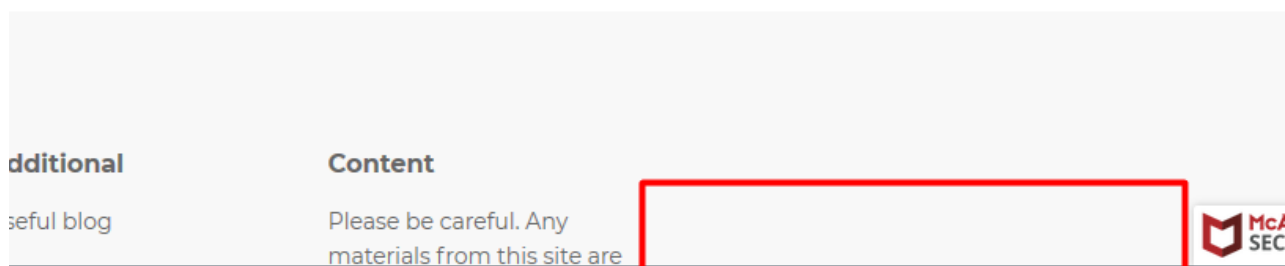 dditional
Content
seful blog
Please be careful. Any
materials from this site are
McA
SEC